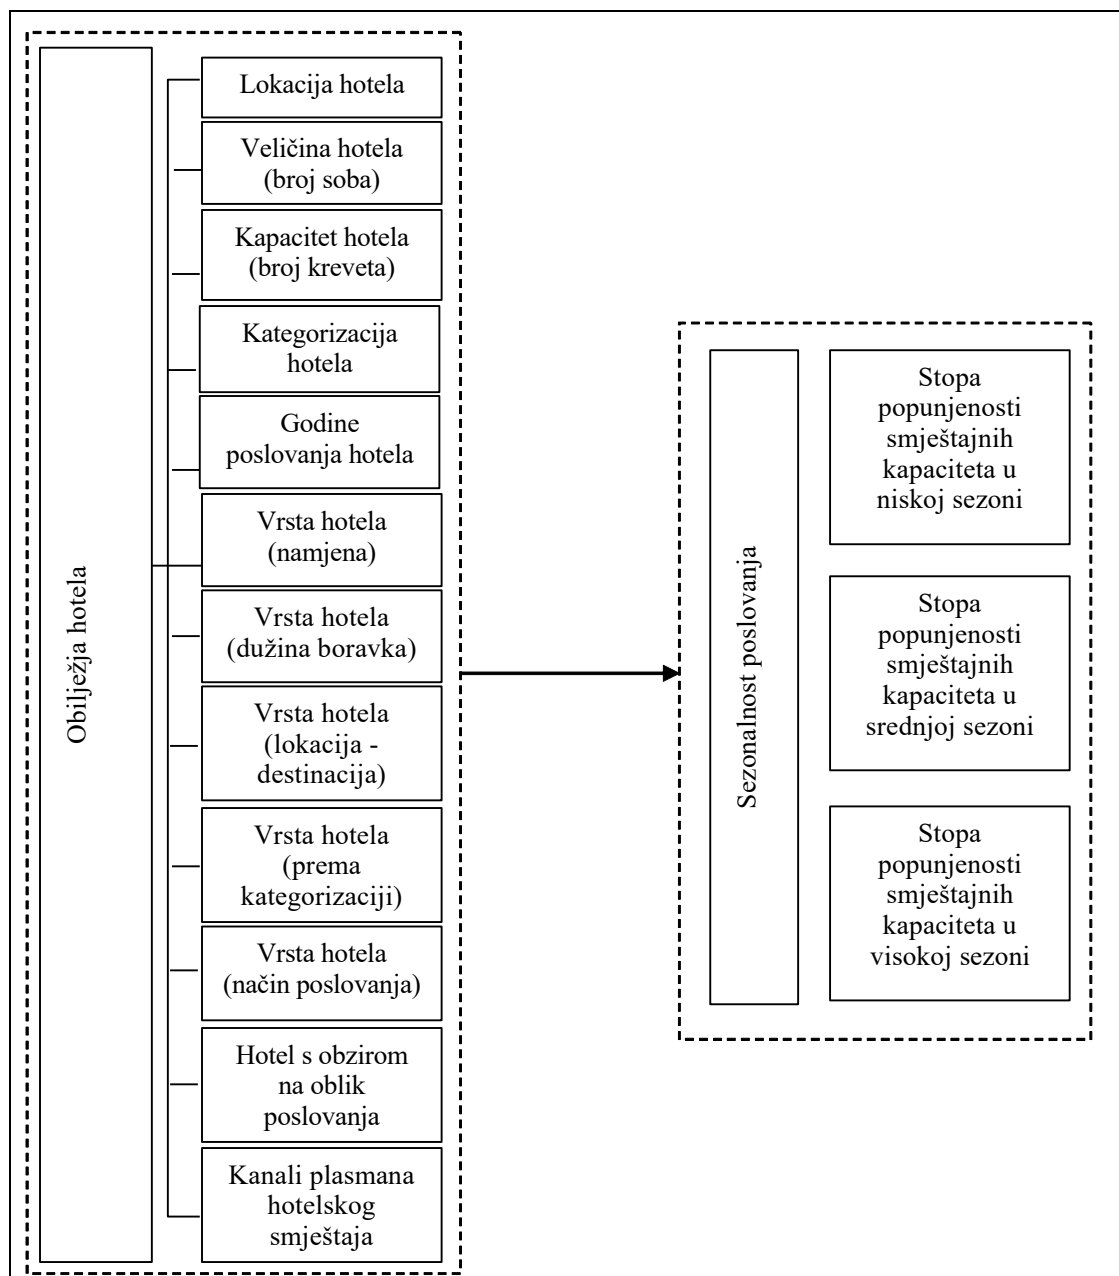 Obilježja hotela
Lokacija hotela
Veličina hotela
(broj soba)
Kapacitet hotela
(broj kreveta)
Kategorizacija
hotela
Godine
poslovanja hotela
Vrsta hotela
(namjena)
Vrsta hotela
(dužina boravka)
Vrsta hotela
(lokacija -
destinacija)
Vrsta hotela
(prema
kategorizaciji)
Vrsta hotela
(način poslovanja)
Hotel s obzirom
na oblik
poslovanja
Kanali plasmana
hotelskog
smještaja
Sezonalnost poslovanja
Stopa
popunjenosti
smještajnih
kapaciteta u
niskoj sezoni
Stopa
popunjenosti
smještajnih
kapaciteta u
srednjoj sezoni
Stopa
popunjenosti
smještajnih
kapaciteta u
visokoj sezoni